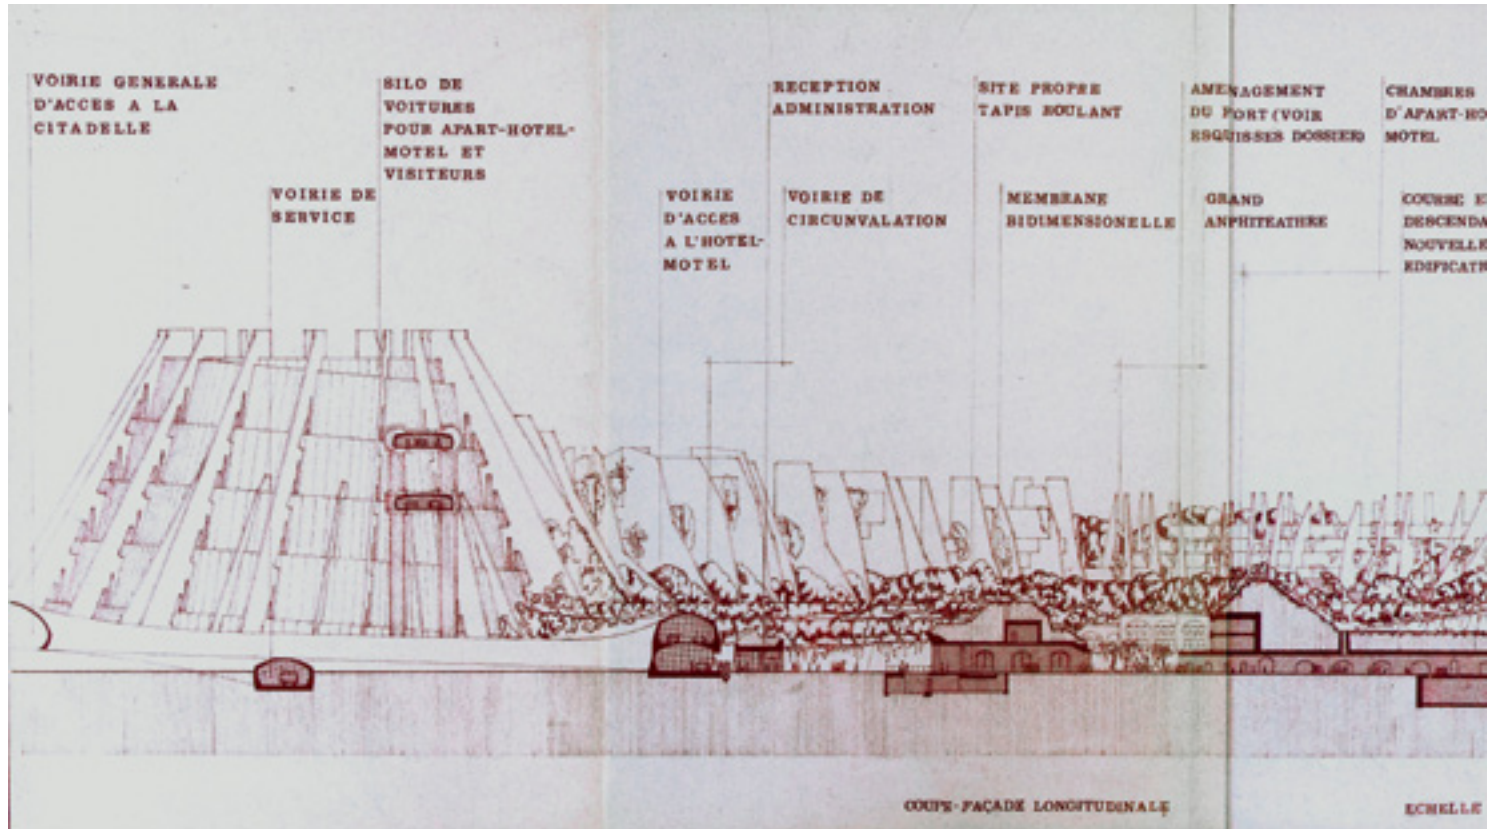 VOIRIE GENERALE
D'ACCES A LA
CITADELLE
SILO DE
VOITURES
POUR APART-HOTEL-
MOTEL ET
VISITEURS
RECEPTION
ADMINISTRATION
SITE PROPRE
TAPIS ROULANT
AMENAGEMENT
DU PORT (VOIR
ESQUISSES DOSSIER)
CHAMBRES
D'APART-HO
MOTEL
VOIRIE DE
SERVICE
VOIRIE
D'ACCES
A L'HOTEL-
MOTEL
VOIRIE DE
CIRCUNVALATION
MEMBRANE
BIDIMENSIONELLE
GRAND
ANPHITEATHRE
COURBE E
DESCENDA
NOUVELLE
EDIFICATI
COUPE-FAÇADE LONGITUDINALE
ECHELLE